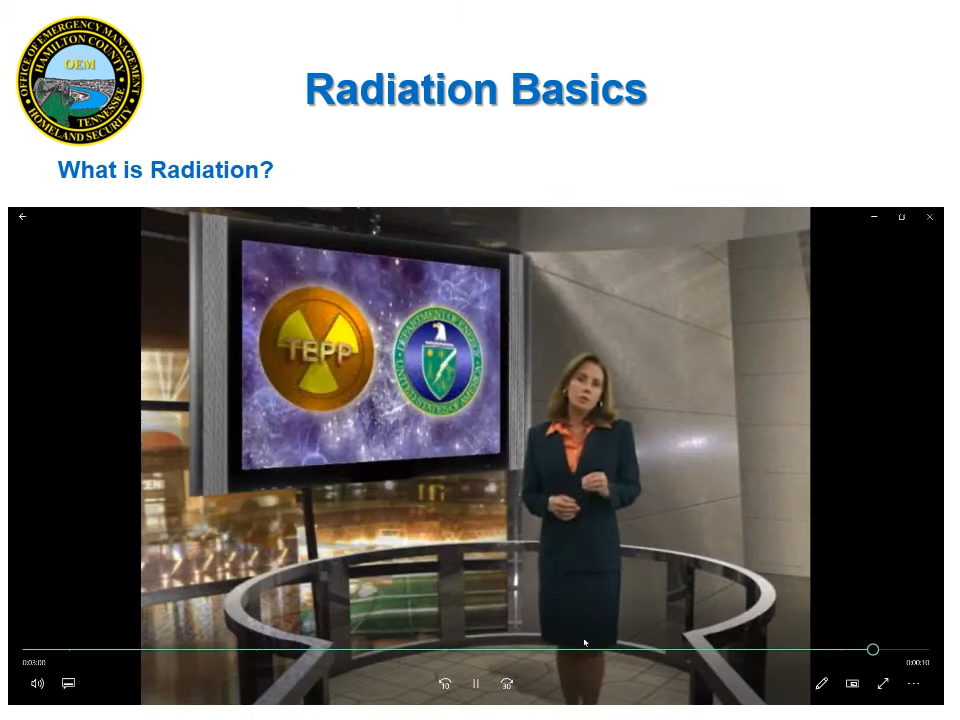 OFFICE OF EMERGENCY MANAGEMENT
HAMILTON COUNTY
OEM
TENNESSEE
HOMELAND SECURITY
Radiation Basics
What is Radiation?
TEPP
DEPARTMENT OF ENERGY
UNITED STATES OF AMERICA
0:03:00
0:00:10
10
30